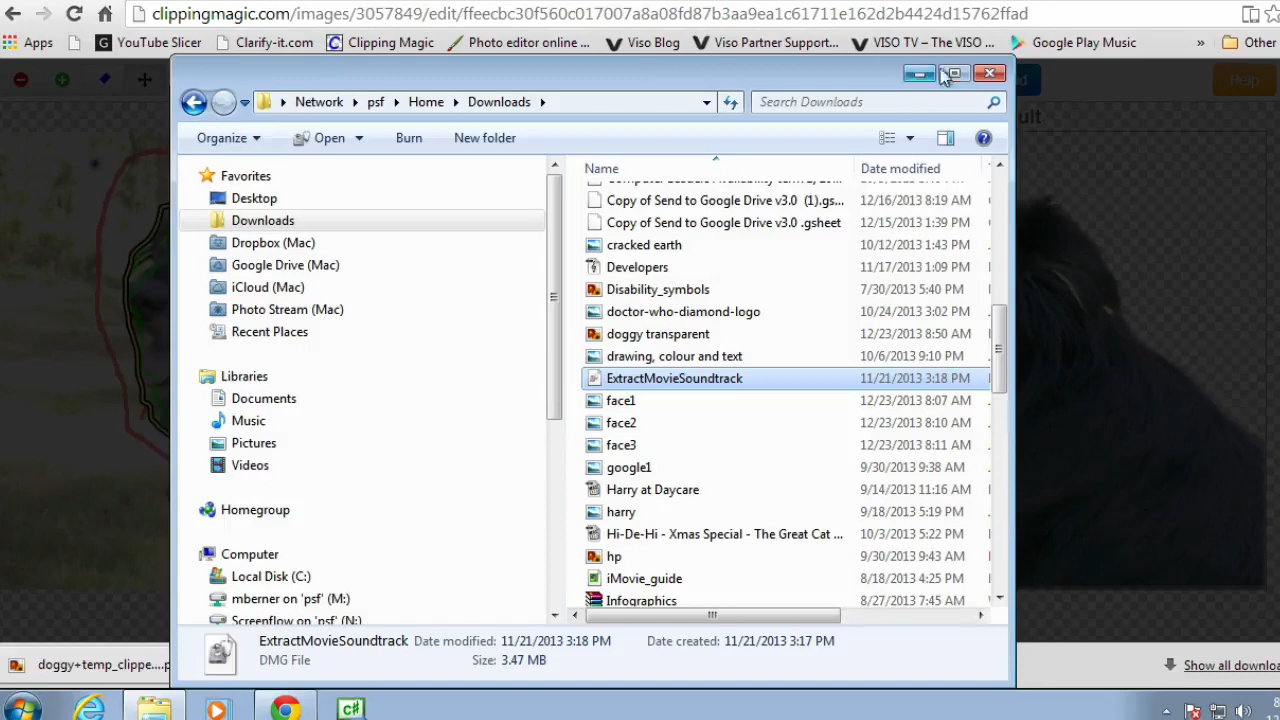 clippingmagic.com/images/3057849/edit/ffeecbc30f560c017007a8a08fd87b3aa9ea1c61711e162d2b4424d15762ffad
Apps YouTube Slicer Clarify-it.com Clipping Magic Photo editor online ... Viso Blog Viso Partner Support... VISO TV – The VISO ... Google Play Music » Other
Help
Network psf Home Downloads Search Downloads
Organize Open Burn New folder
Name Date modified
Favorites
Desktop
Downloads
Dropbox (Mac)
Google Drive (Mac)
iCloud (Mac)
Photo Stream (Mac)
Recent Places
Libraries
Documents
Music
Pictures
Videos
Homegroup
Computer
Local Disk (C:)
mberner on 'psf' (M:)
Screenflow on 'psf' (N:)
Copy of Send to Google Drive v3.0 (1).gs... 12/16/2013 8:19 AM
Copy of Send to Google Drive v3.0 .gsheet 12/15/2013 1:39 PM
cracked earth 10/12/2013 1:43 PM
Developers 11/17/2013 1:09 PM
Disability_symbols 7/30/2013 5:40 PM
doctor-who-diamond-logo 10/24/2013 3:02 PM
doggy transparent 12/23/2013 8:50 AM
drawing, colour and text 10/6/2013 9:10 PM
ExtractMovieSoundtrack 11/21/2013 3:18 PM
face1 12/23/2013 8:07 AM
face2 12/23/2013 8:10 AM
face3 12/23/2013 8:11 AM
google1 9/30/2013 9:38 AM
Harry at Daycare 9/14/2013 11:16 AM
harry 9/18/2013 5:19 PM
Hi-De-Hi - Xmas Special - The Great Cat ... 10/3/2013 5:22 PM
hp 9/30/2013 9:43 AM
iMovie_guide 8/18/2013 4:25 PM
Infographics 8/27/2013 7:45 AM
ExtractMovieSoundtrack Date modified: 11/21/2013 3:18 PM Date created: 11/21/2013 3:17 PM
DMG File Size: 3.47 MB
doggy+temp_clippe....p Show all downloa